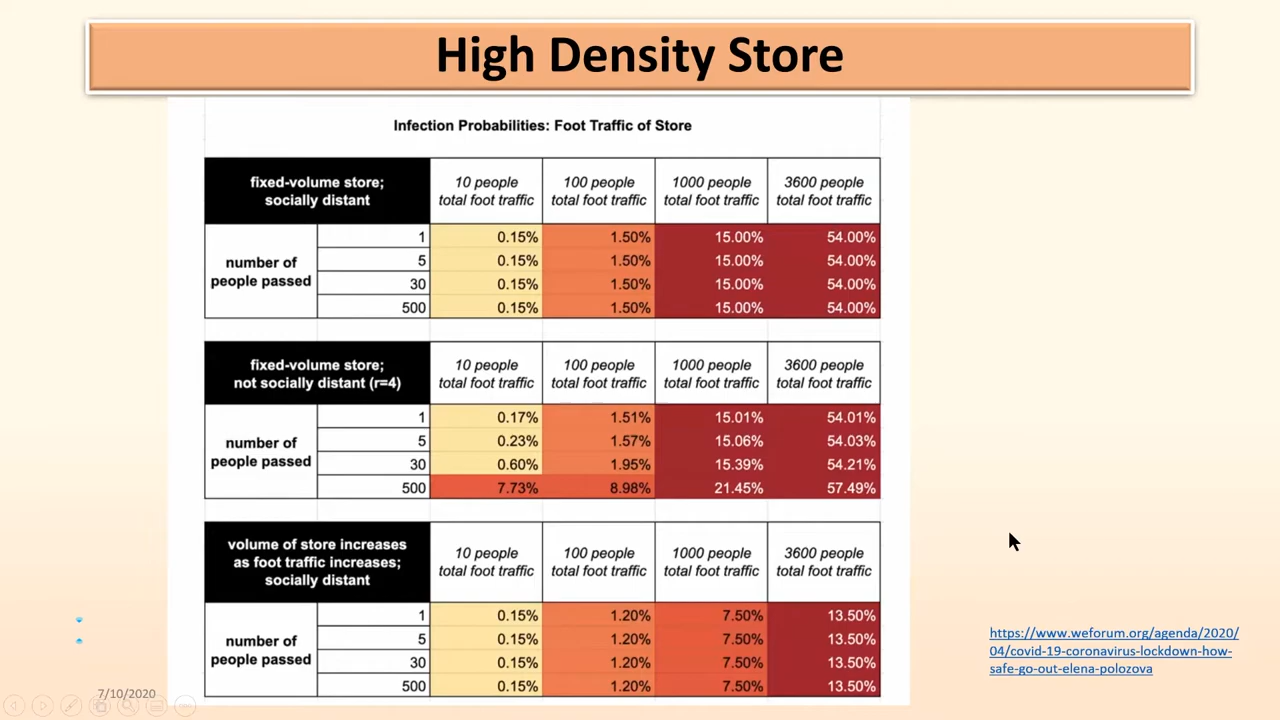 High Density Store
Infection Probabilities: Foot Traffic of Store
fixed-volume store;
socially distant
10 people
total foot traffic
100 people
total foot traffic
1000 people
total foot traffic
3600 people
total foot traffic
number of
people passed
1 0.15% 1.50% 15.00% 54.00%
5 0.15% 1.50% 15.00% 54.00%
30 0.15% 1.50% 15.00% 54.00%
500 0.15% 1.50% 15.00% 54.00%
fixed-volume store;
not socially distant (r=4)
10 people
total foot traffic
100 people
total foot traffic
1000 people
total foot traffic
3600 people
total foot traffic
number of
people passed
1 0.17% 1.51% 15.01% 54.01%
5 0.23% 1.57% 15.06% 54.03%
30 0.60% 1.95% 15.39% 54.21%
500 7.73% 8.98% 21.45% 57.49%
volume of store increases
as foot traffic increases;
socially distant
10 people
total foot traffic
100 people
total foot traffic
1000 people
total foot traffic
3600 people
total foot traffic
number of
people passed
1 0.15% 1.20% 7.50% 13.50%
5 0.15% 1.20% 7.50% 13.50%
30 0.15% 1.20% 7.50% 13.50%
500 0.15% 1.20% 7.50% 13.50%
https://www.weforum.org/agenda/2020/
04/covid-19-coronavirus-lockdown-how-
safe-go-out-elena-polozova
7/10/2020